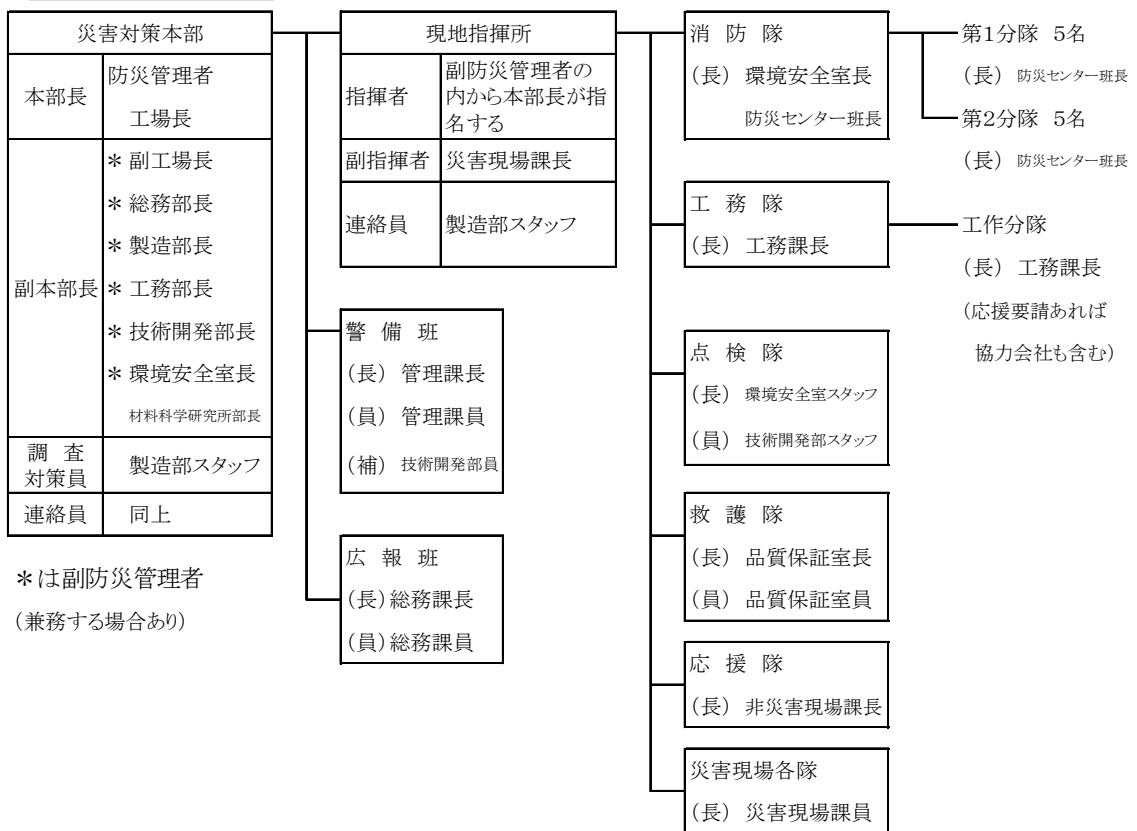 災害対策本部
本部長
防災管理者
工場長
副本部長
＊ 副工場長
＊ 総務部長
＊ 製造部長
＊ 工務部長
＊ 技術開発部長
＊ 環境安全室長
材料科学研究所部長
調 査
対策員
製造部スタッフ
連絡員
同上
＊は副防災管理者
(兼務する場合あり)
現地指揮所
指揮者
副防災管理者の
内から本部長が指
名する
副指揮者
災害現場課長
連絡員
製造部スタッフ
警 備 班
(長) 管理課長
(員) 管理課員
(補) 技術開発部員
広 報 班
(長)総務課長
(員)総務課員
消 防 隊
(長) 環境安全室長
防災センター班長
工 務 隊
(長) 工務課長
点 検 隊
(長) 環境安全室スタッフ
(員) 技術開発部スタッフ
救 護 隊
(長) 品質保証室長
(員) 品質保証室員
応 援 隊
(長) 非災害現場課長
災害現場各隊
(長) 災害現場課員
第1分隊 5名
(長) 防災センター班長
第2分隊 5名
(長) 防災センター班長
工作分隊
(長) 工務課長
(応援要請あれば
協力会社も含む)